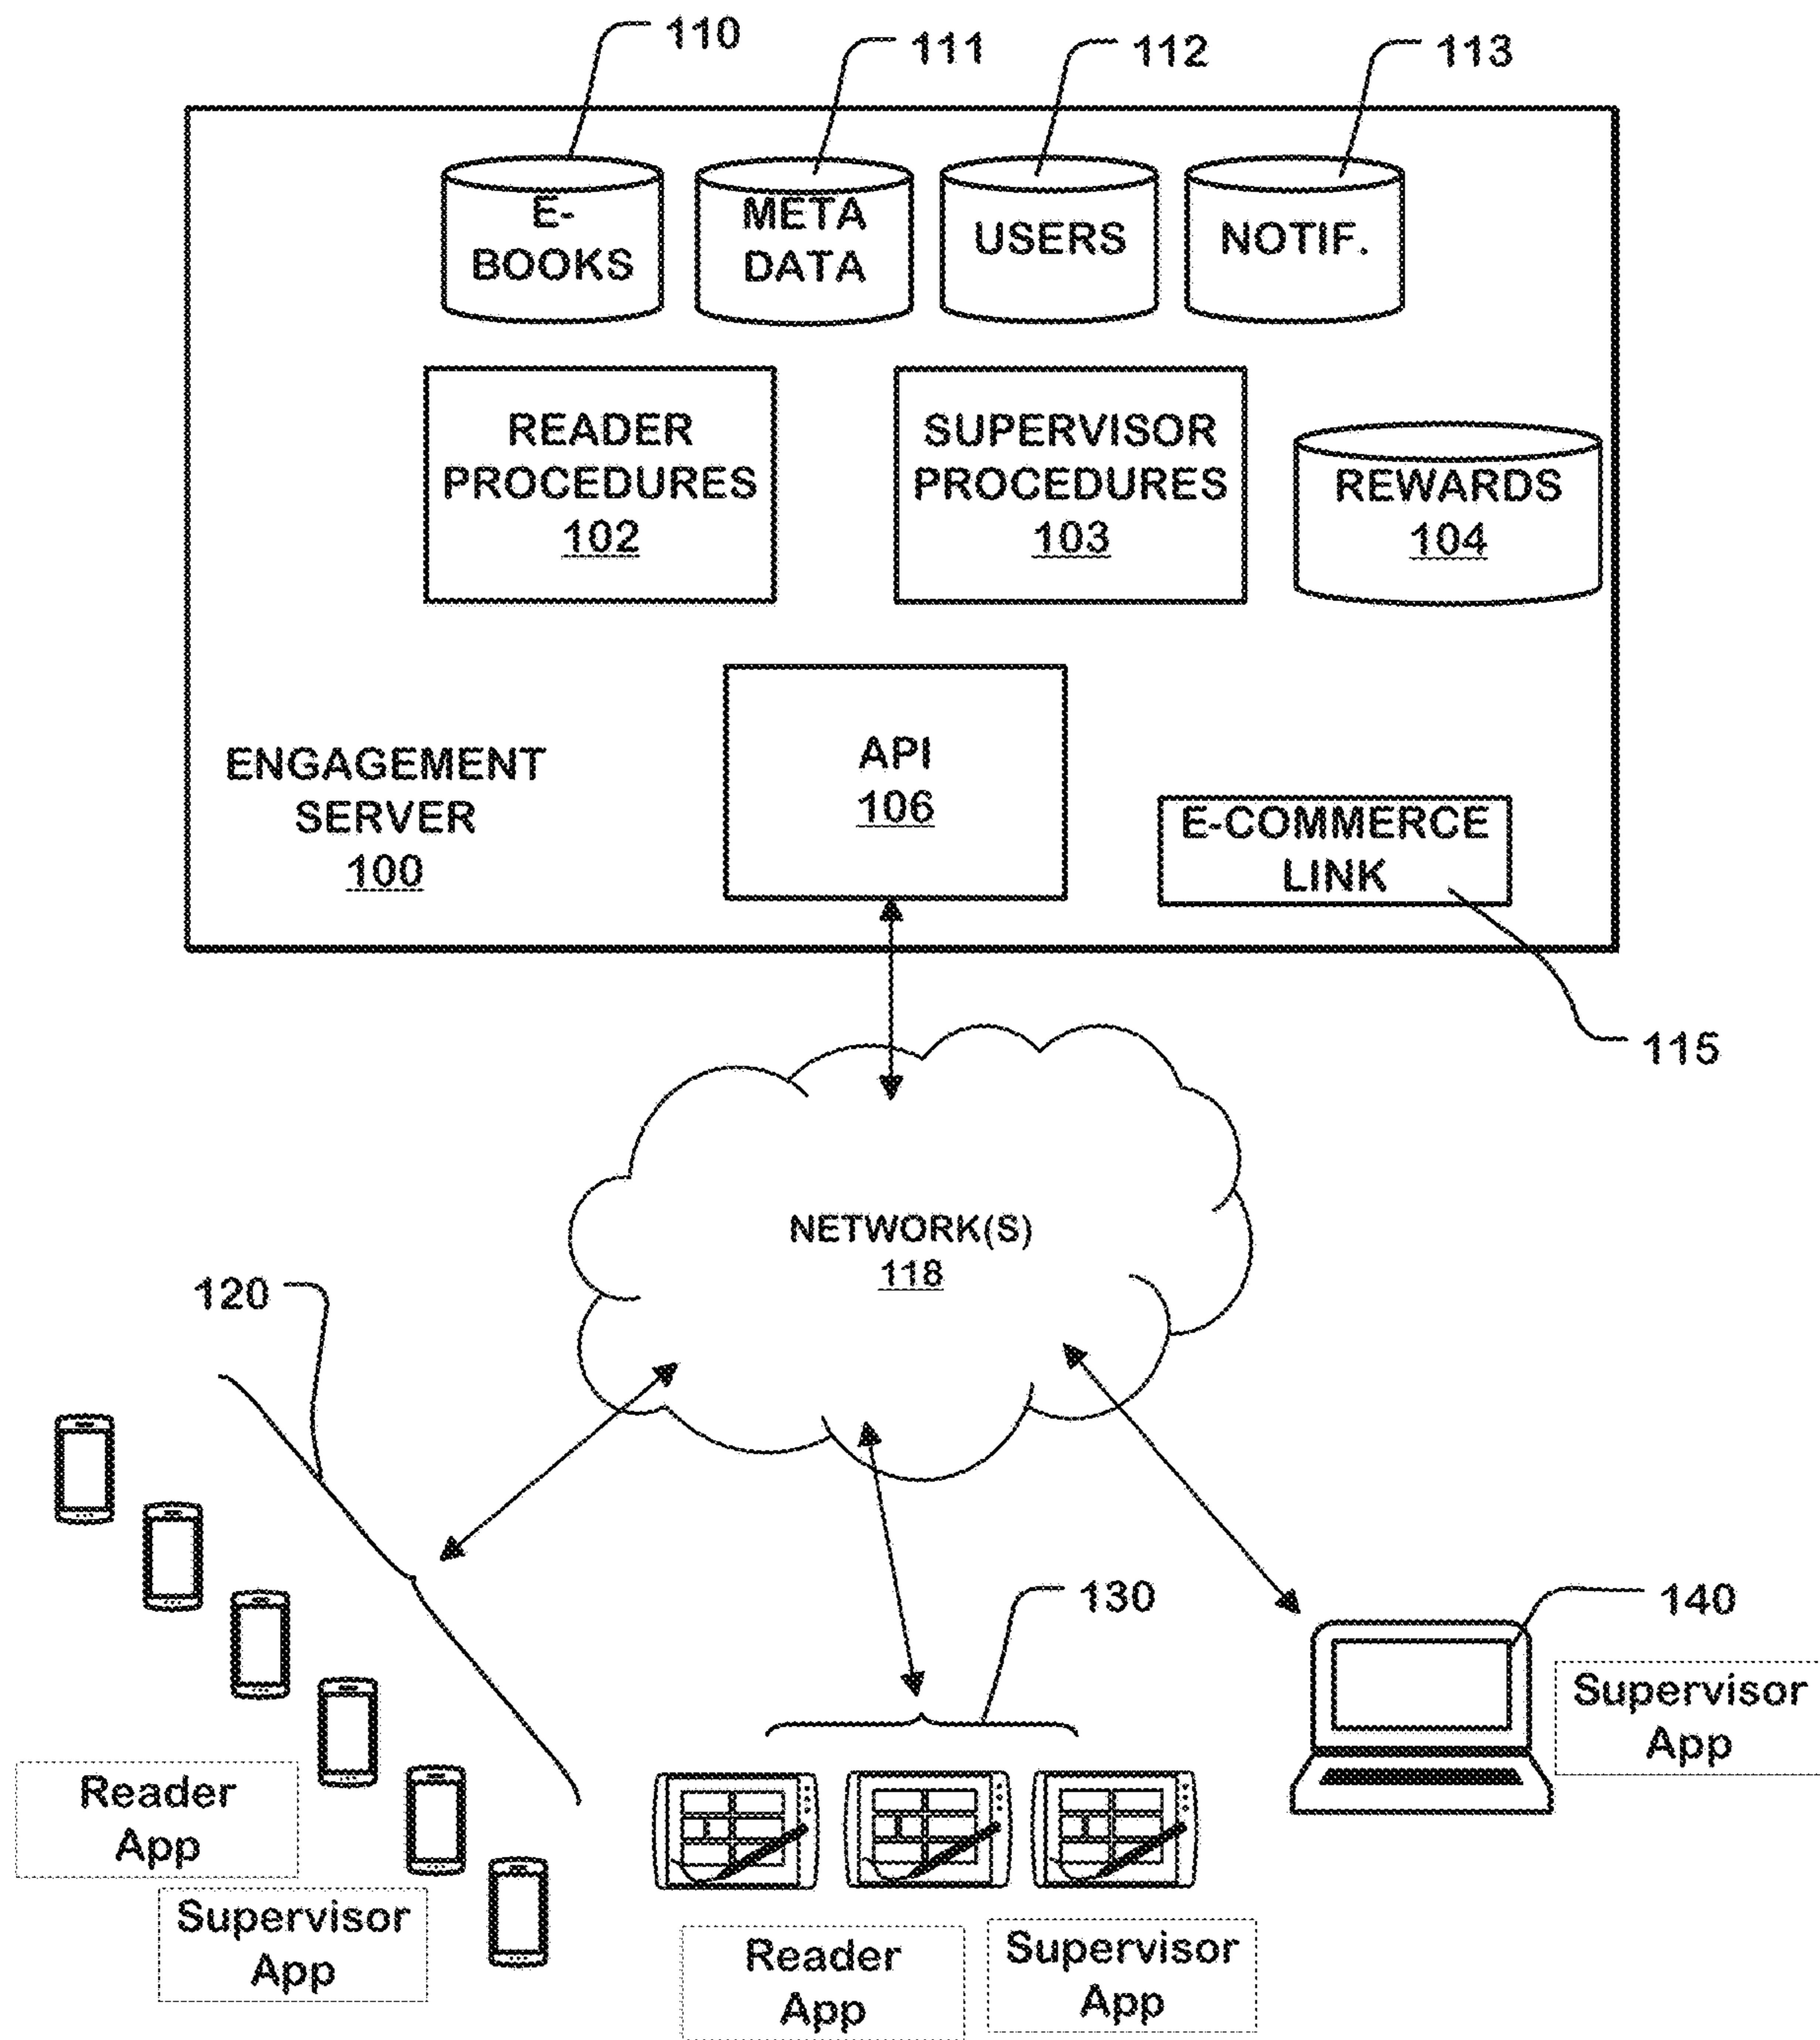 110
111
112
113
E-
BOOKS
META
DATA
USERS
NOTIF.
READER
PROCEDURES
102
SUPERVISOR
PROCEDURES
103
REWARDS
104
ENGAGEMENT
SERVER
100
API
106
E-COMMERCE
LINK
115
NETWORK(S)
118
120
130
140
Reader
App
Supervisor
App
Reader
App
Supervisor
App
Supervisor
App